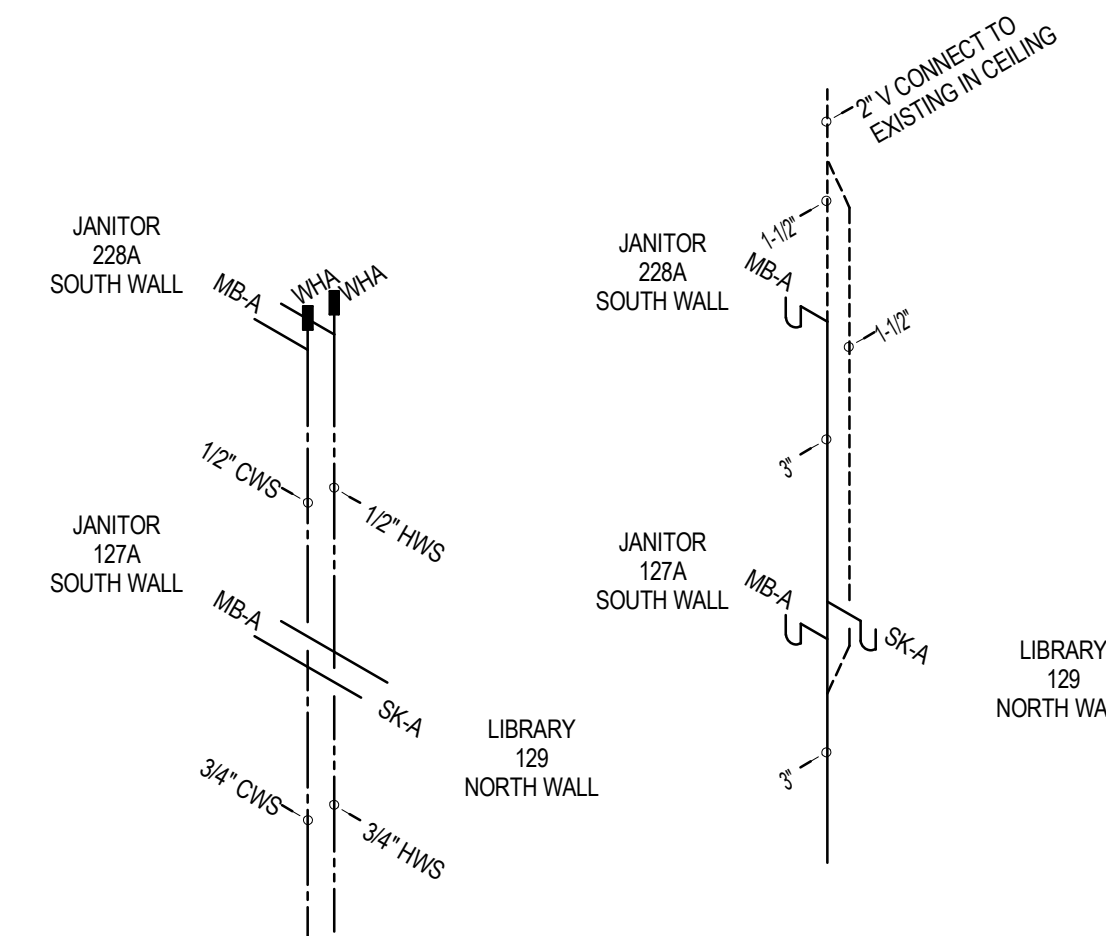 JANITOR
228A
SOUTH WALL
MB-A
WHA
WHA
1/2" CWS
1/2" HWS
JANITOR
127A
SOUTH WALL
MB-A
SK-A
LIBRARY
129
NORTH WALL
3/4" CWS
3/4" HWS
2" V CONNECT TO
EXISTING IN CEILING
1-1/2"
JANITOR
228A
SOUTH WALL
MB-A
1-1/2"
3"
JANITOR
127A
SOUTH WALL
MB-A
SK-A
LIBRARY
129
NORTH WA
3"